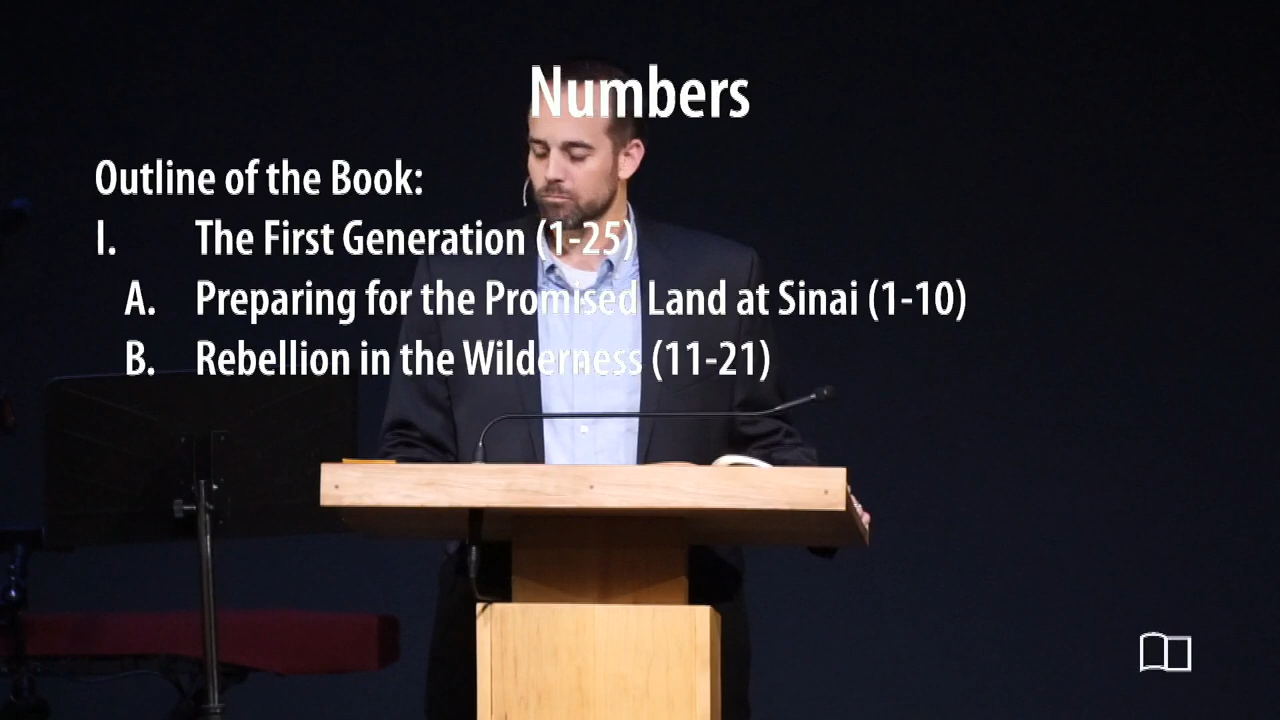 Numbers
Outline of the Book:
I. The First Generation (1-25)
A. Preparing for the Promised Land at Sinai (1-10)
B. Rebellion in the Wilderness (11-21)